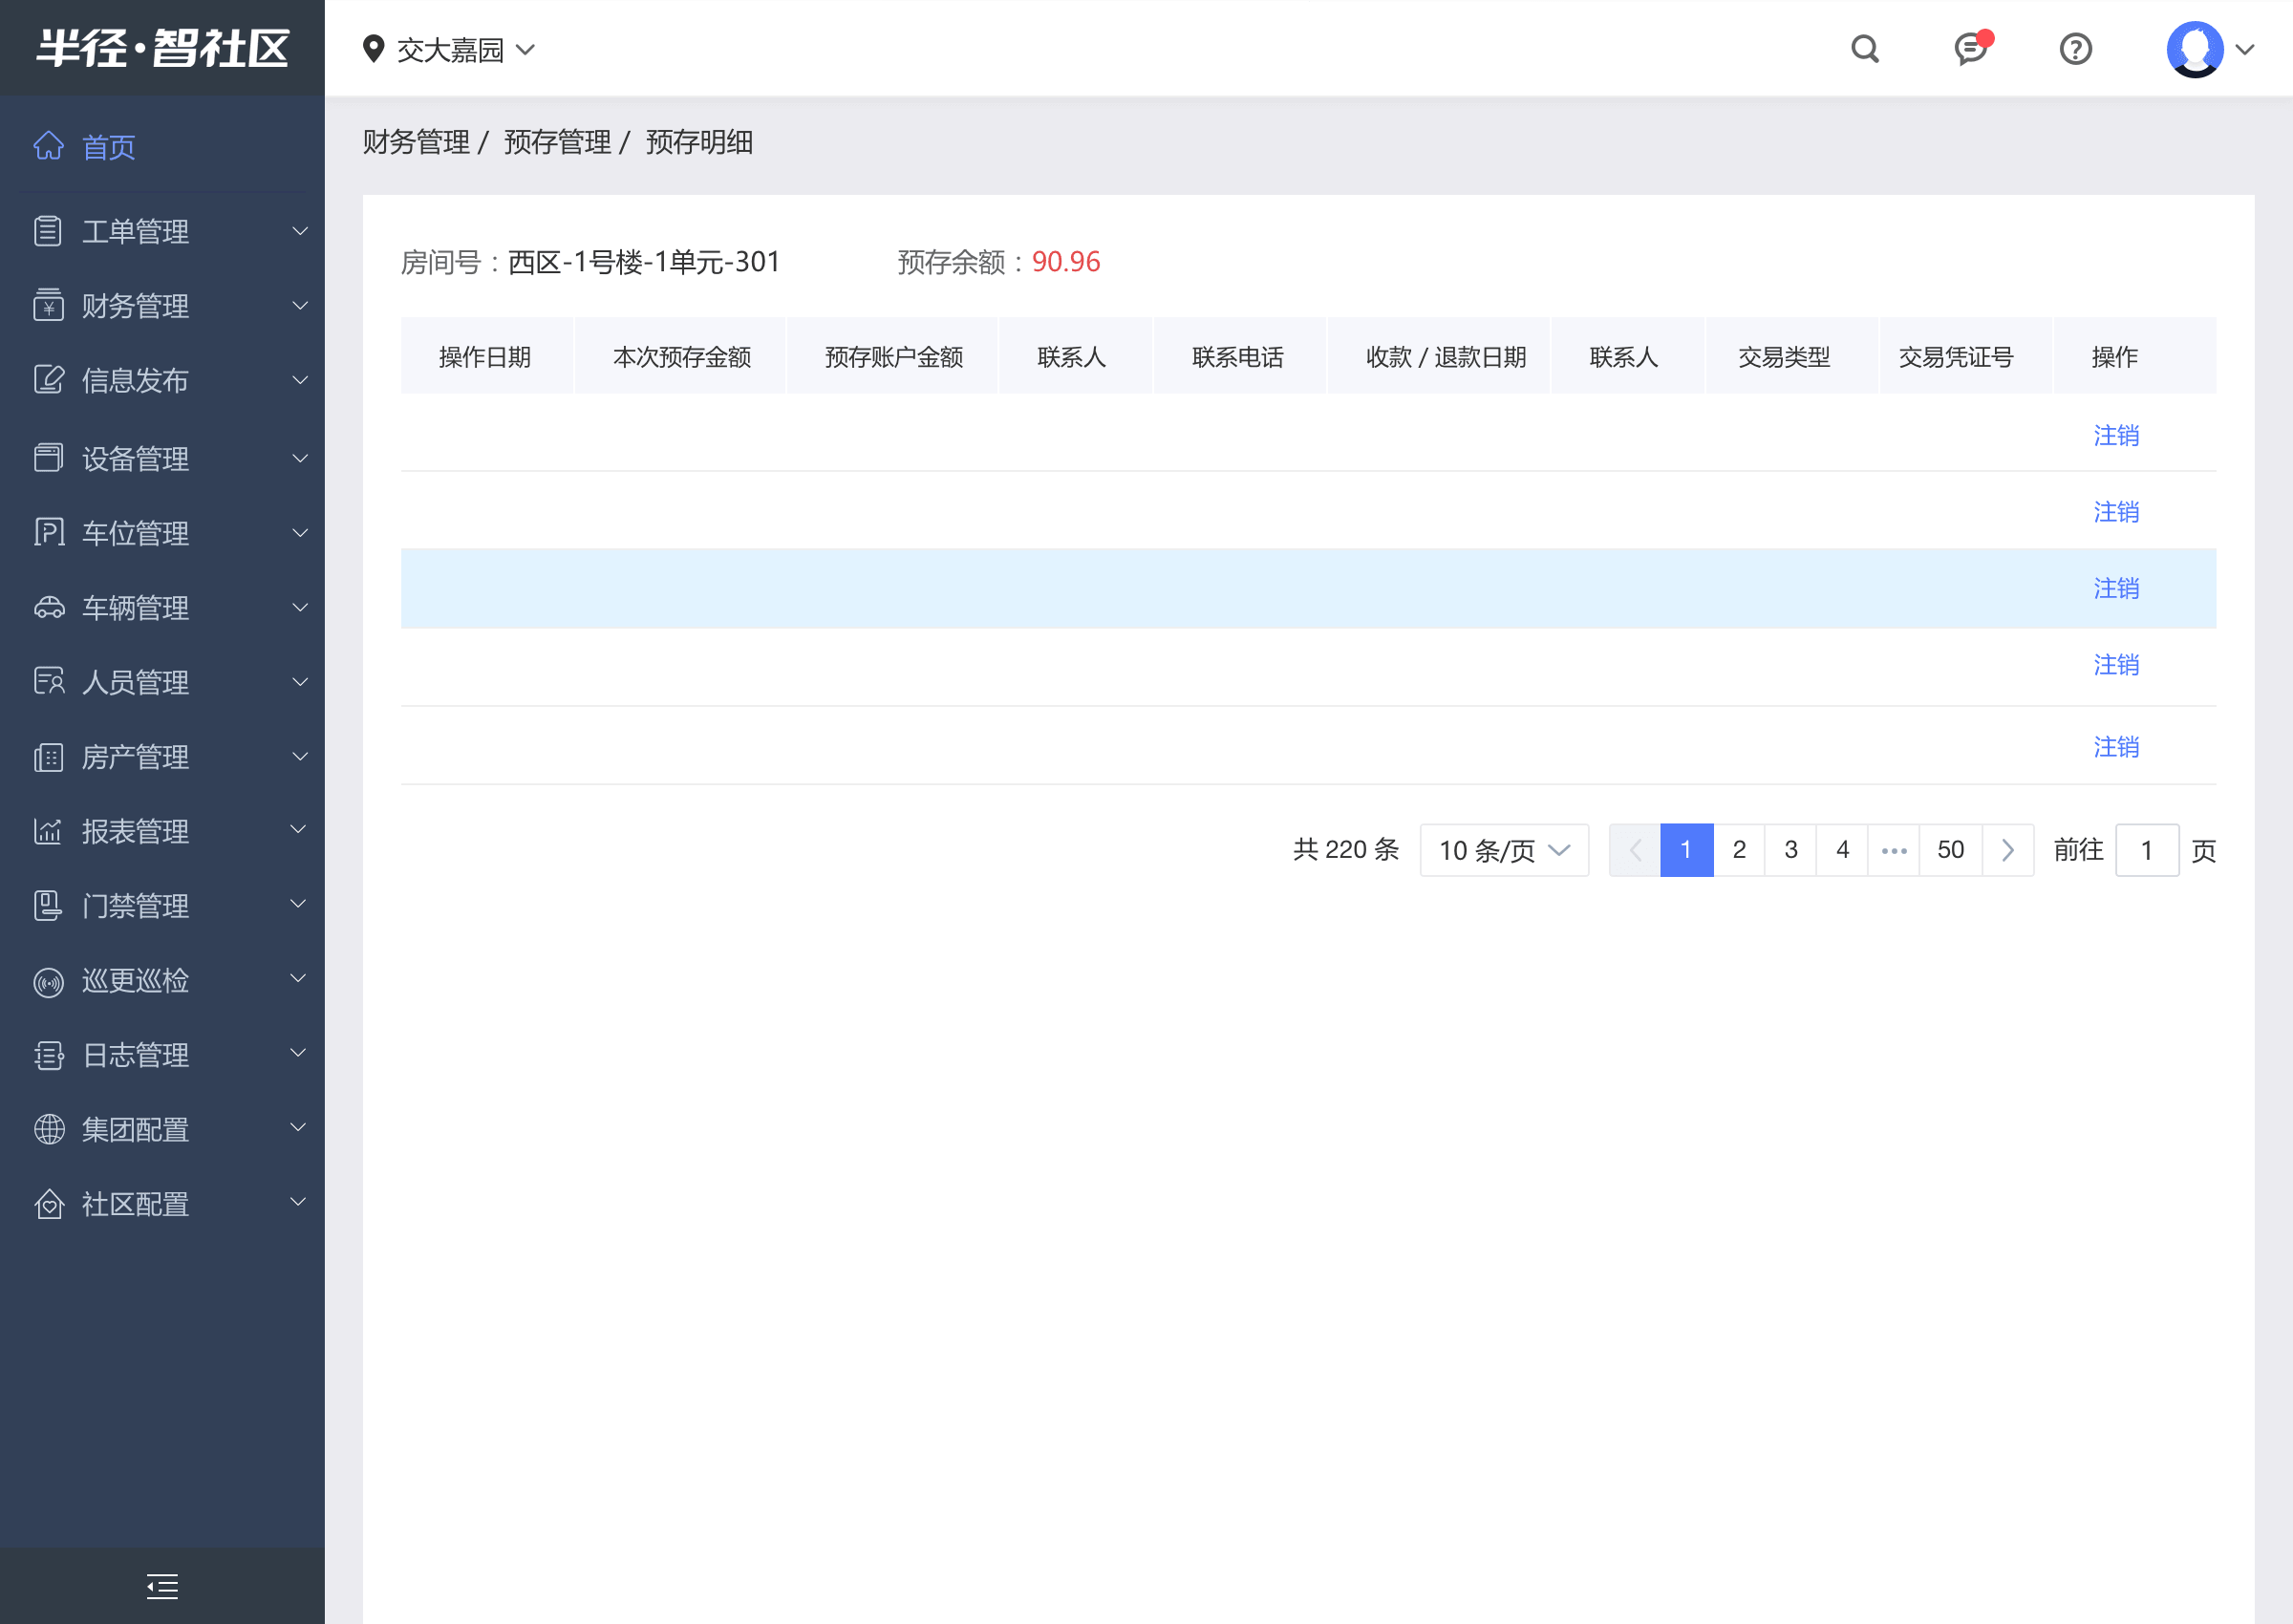 半径·智社区
交大嘉园
首页
工单管理
财务管理
信息发布
设备管理
车位管理
车辆管理
人员管理
房产管理
报表管理
门禁管理
巡更巡检
日志管理
集团配置
社区配置
财务管理 / 预存管理 / 预存明细
房间号：西区-1号楼-1单元-301 预存余额：90.96
操作日期 本次预存金额 预存账户金额 联系人 联系电话 收款 / 退款日期 联系人 交易类型 交易凭证号 操作
注销
注销
注销
注销
注销
共 220 条 10 条/页 1 2 3 4 ••• 50 前往 1 页